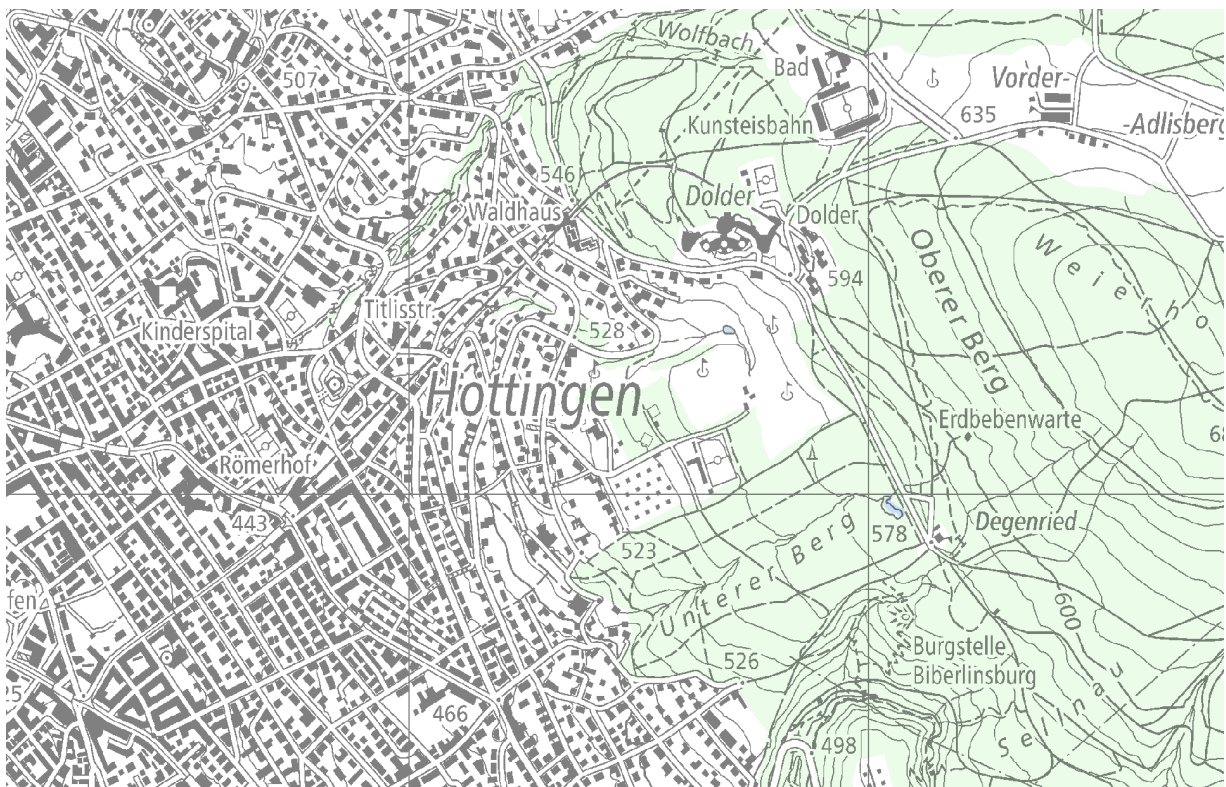 Wolfbach
Bad
507
Vorder-
635
Kunsteisbahn
-Adlisberg
546
Dolder
Waldhaus
Dolder
Oberer Berg
Weierho
594
Titlisstr.
528
Kinderspital
Hottingen
Erdbebenwarte
68
Römerhof
443
578
Degenried
523
Unterer Berg
fen
600
Burgstelle
Biberlinsburg
526
25
466
Sellnau
498